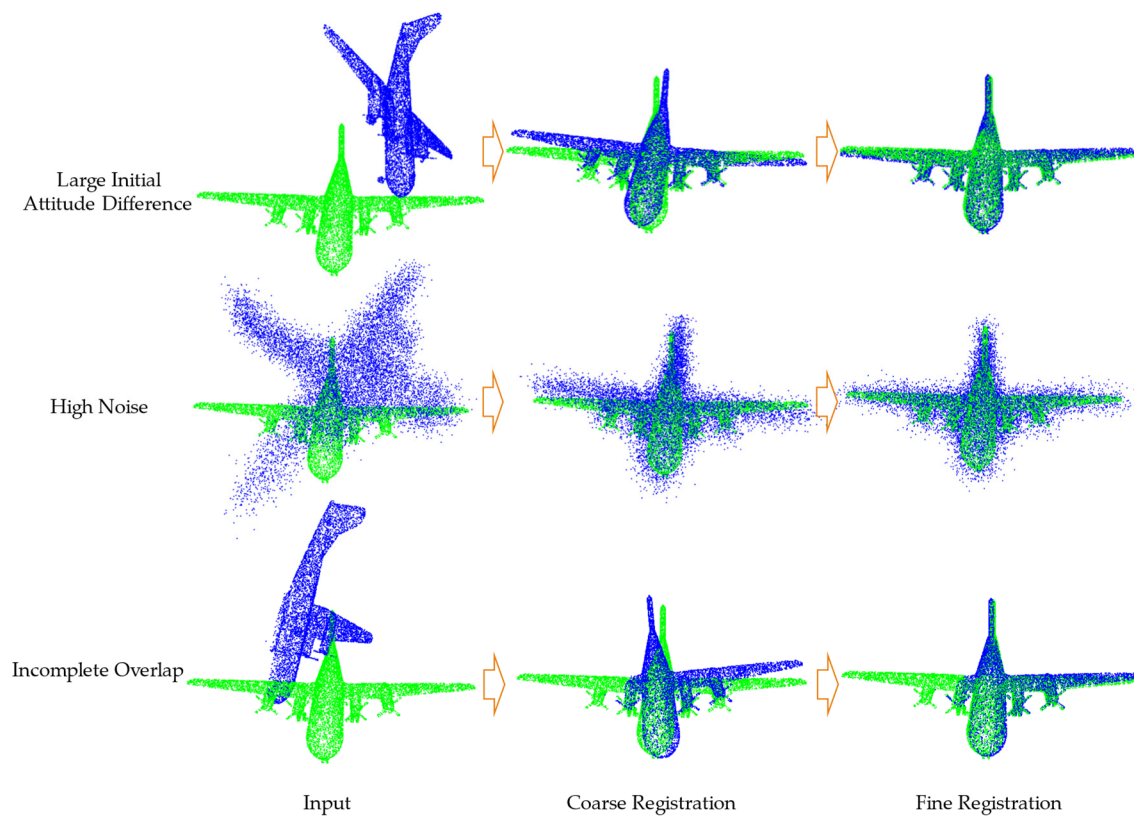 Large Initial
Attitude Difference
High Noise
Incomplete Overlap
Input
Coarse Registration
Fine Registration